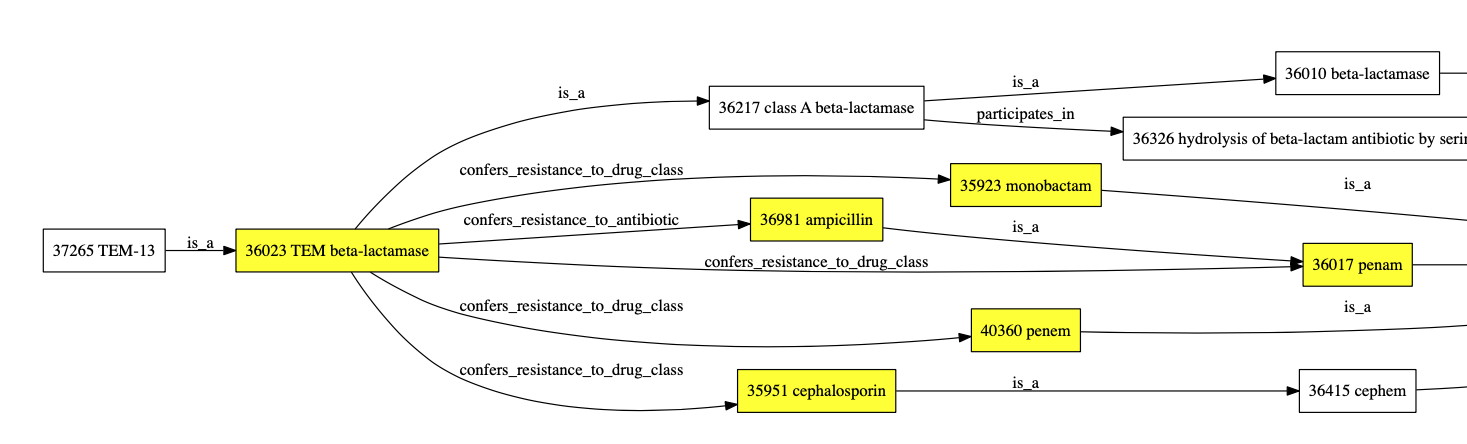 36010 beta-lactamase
is_a
is_a
36217 class A beta-lactamase
participates_in
36326 hydrolysis of beta-lactam antibiotic by
confers_resistance_to_drug_class
35923 monobactam
is_a
confers_resistance_to_antibiotic
36981 ampicillin
is_a
37265 TEM-13
is_a
36023 TEM beta-lactamase
confers_resistance_to_drug_class
36017 penam
confers_resistance_to_drug_class
is_a
40360 penem
confers_resistance_to_drug_class
35951 cephalosporin
is_a
36415 cephem